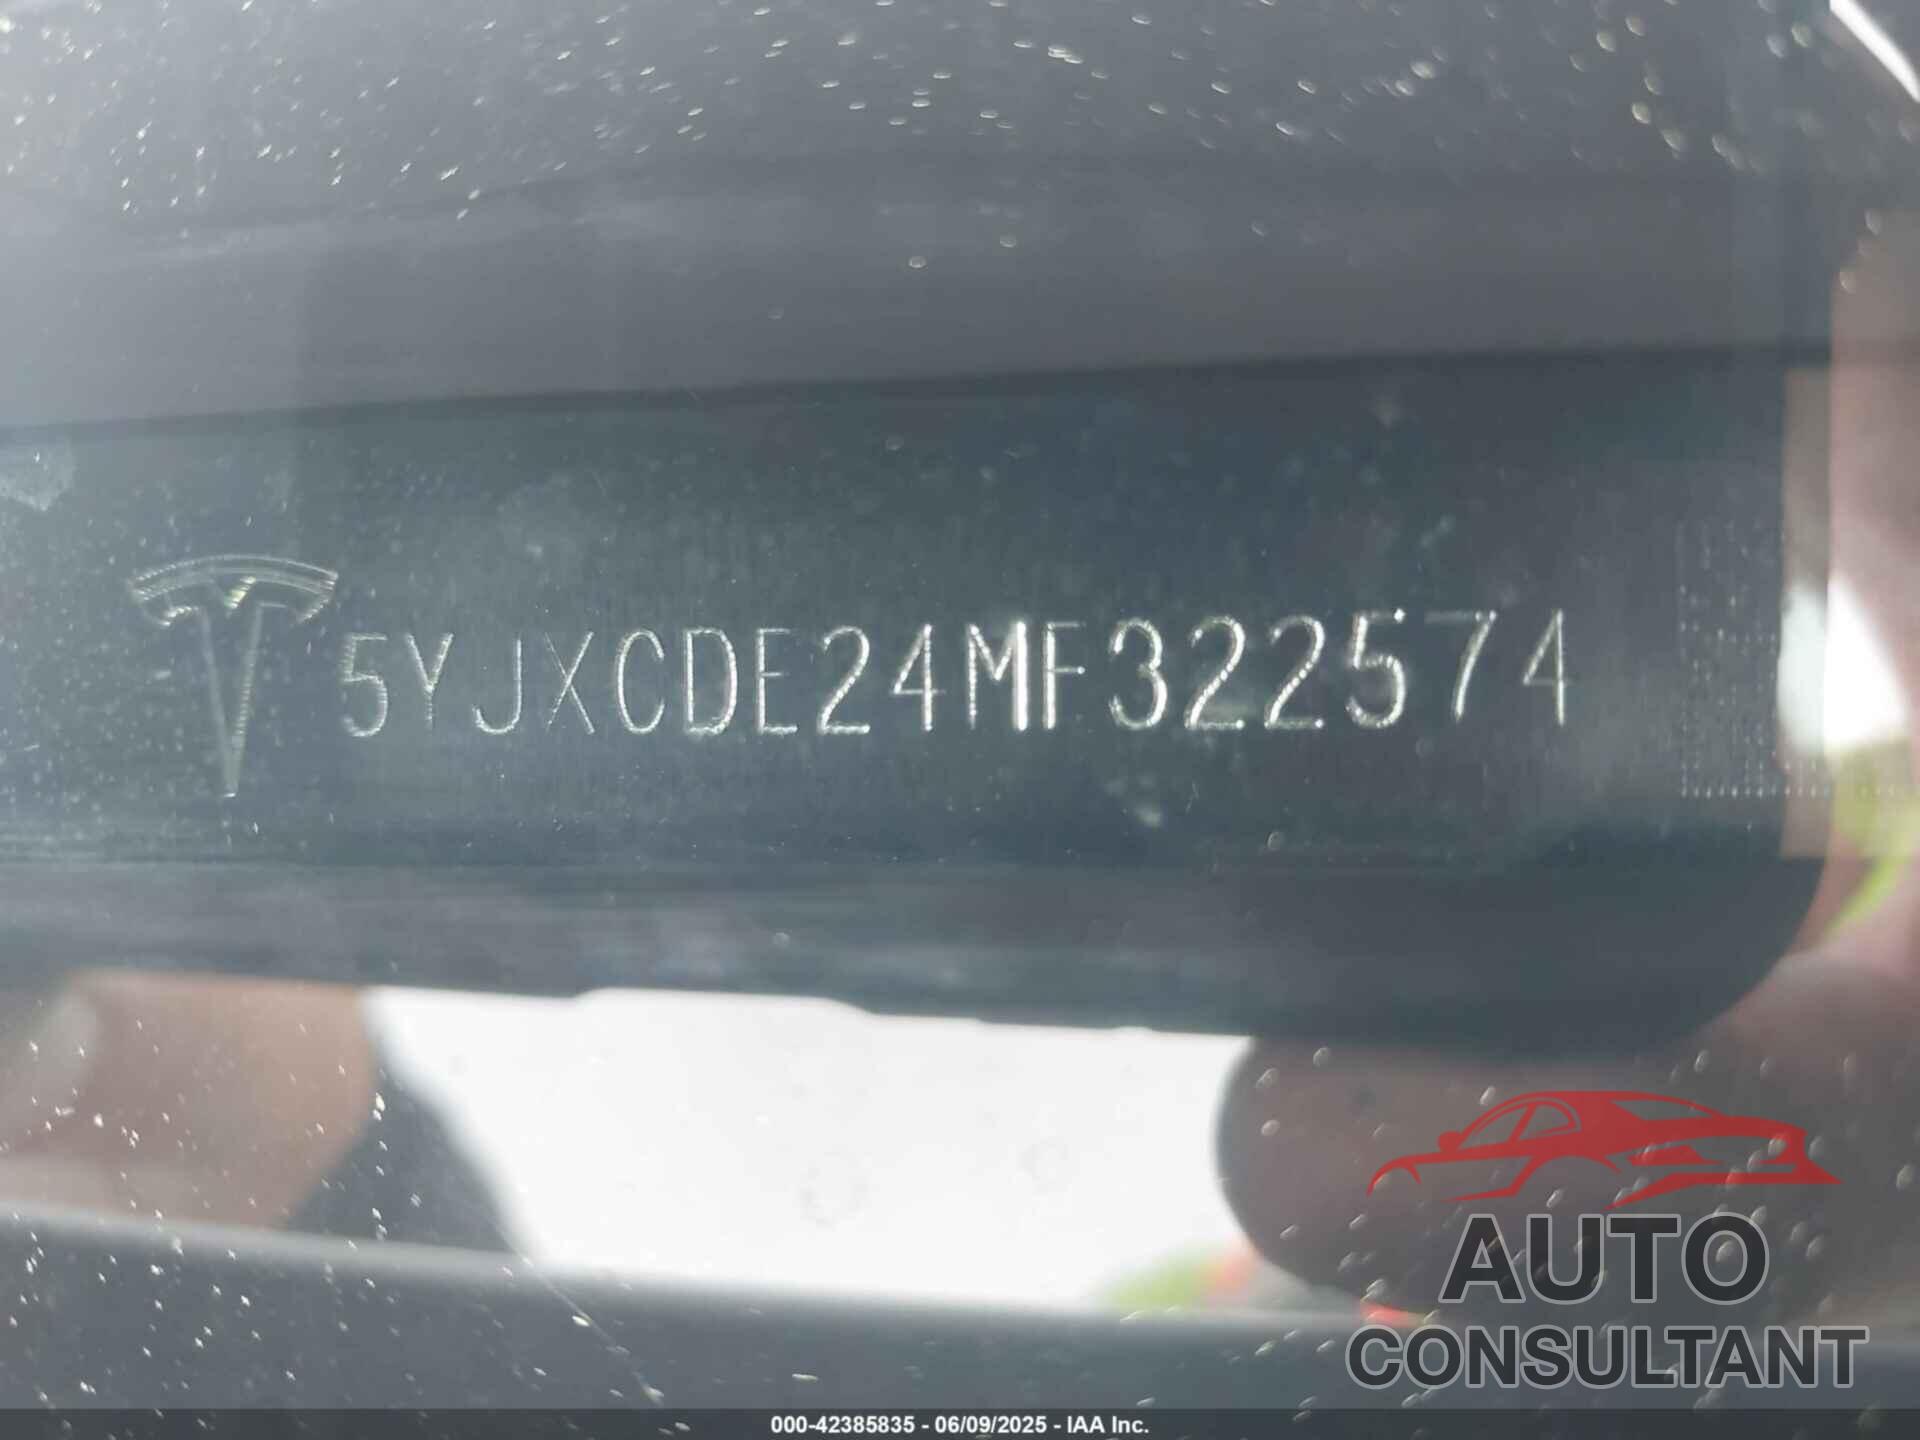 5YJXCDE24MF322574
AUTO
CONSULTANT
000-42385835 - 06/09/2025 - IAA Inc.